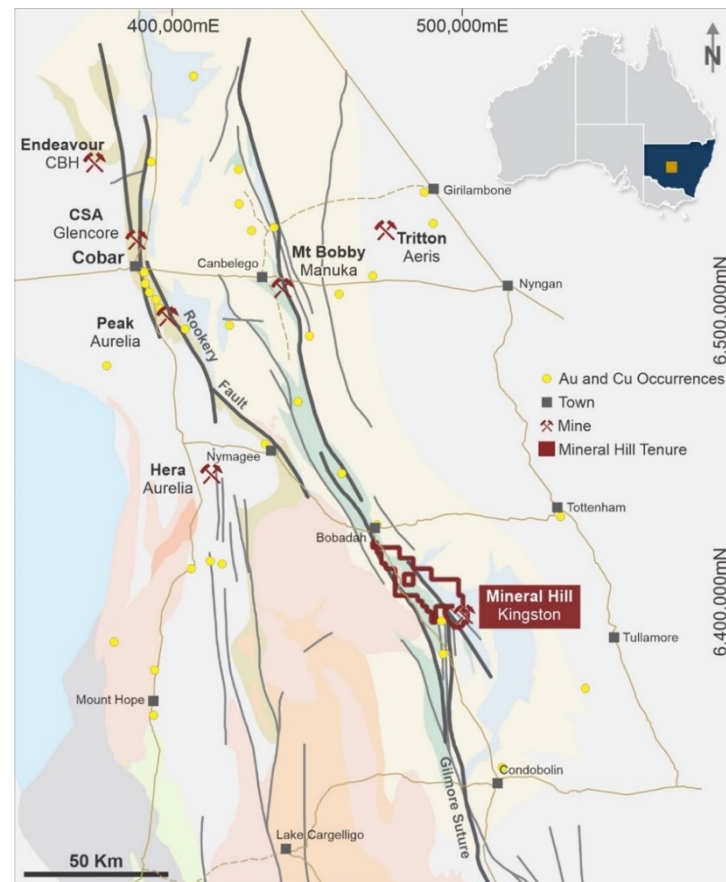 400,000mE
500,000mE
N
Endeavour
CBH
Girilambone
CSA
Glencore
Mt Bobby
Manuka
Tritton
Aeris
Cobar
Canbelego
Nyngan
6,500,000mN
Peak
Aurelia
Rookery
Fault
Au and Cu Occurrences
Town
Mine
Mineral Hill Tenure
Hera
Aurelia
Nymagee
Tottenham
Bobadah
Mineral Hill
Kingston
6,400,000mN
Tullamore
Mount Hope
Gilmore Suture
Condobolin
Lake Cargelligo
50 Km